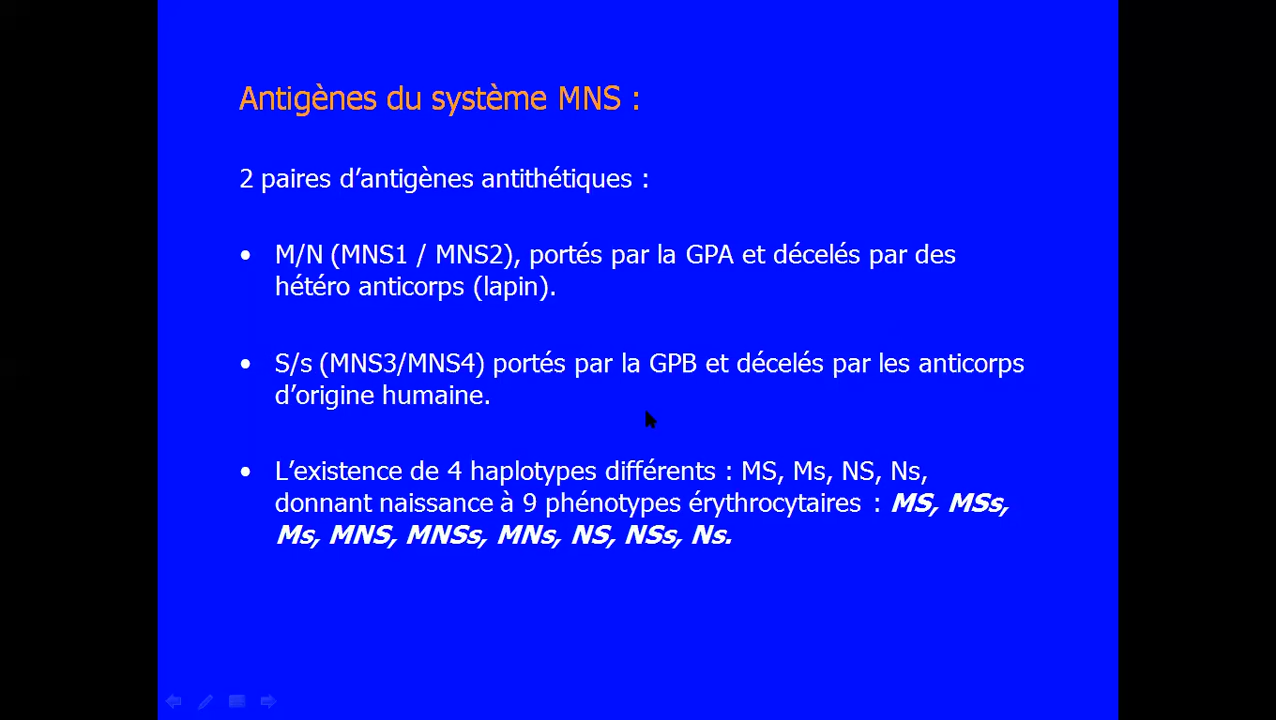 Antigènes du système MNS :
2 paires d’antigènes antithétiques :
• M/N (MNS1 / MNS2), portés par la GPA et décelés par des
hétéro anticorps (lapin).
• S/s (MNS3/MNS4) portés par la GPB et décelés par les anticorps
d’origine humaine.
• L’existence de 4 haplotypes différents : MS, Ms, NS, Ns,
donnant naissance à 9 phénotypes érythrocytaires : MS, MSs,
Ms, MNS, MNSs, MNs, NS, NSs, Ns.